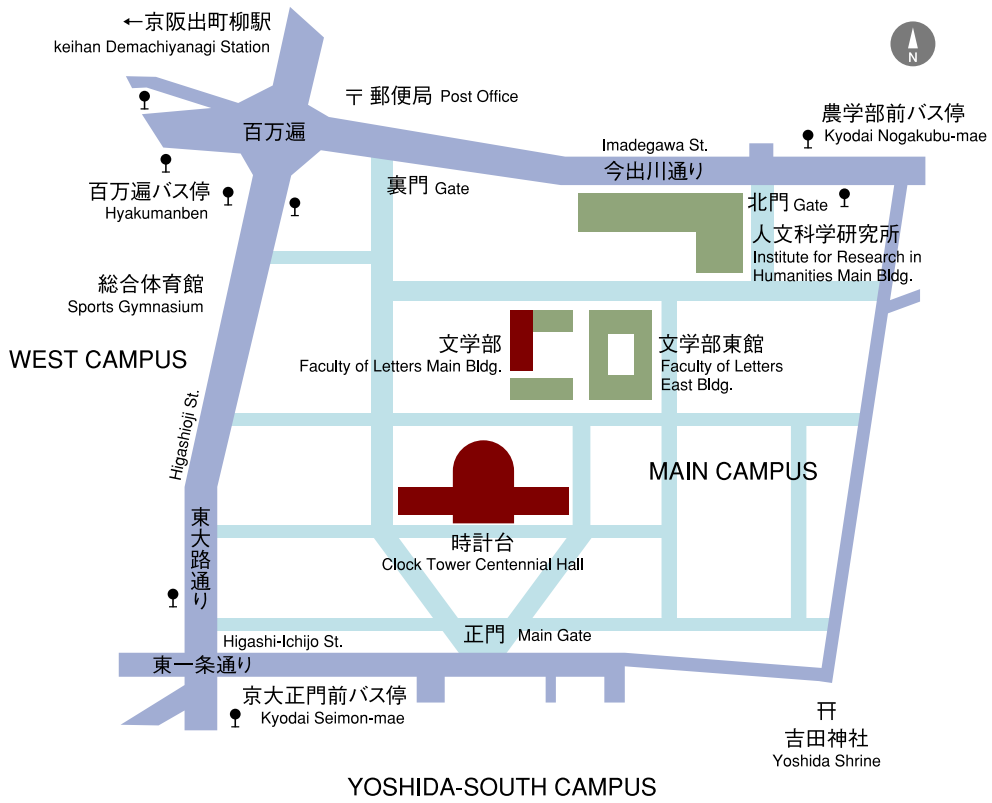 ←京阪出町柳駅
keihan Demachiyanagi Station
N
〒郵便局 Post Office
農学部前バス停
Kyodai Nogakubu-mae
百万遍
Imadegawa St.
今出川通り
裏門 Gate
百万遍バス停
Hyakumanben
北門 Gate
人文科学研究所
Institute for Research in
Humanities Main Bldg.
総合体育館
Sports Gymnasium
文学部
Faculty of Letters Main Bldg.
文学部東館
Faculty of Letters
East Bldg.
WEST CAMPUS
Higashioji St.
MAIN CAMPUS
東大路通り
時計台
Clock Tower Centennial Hall
正門 Main Gate
Higashi-Ichijo St.
東一条通り
京大正門前バス停
Kyodai Seimon-mae
吉田神社
Yoshida Shrine
YOSHIDA-SOUTH CAMPUS